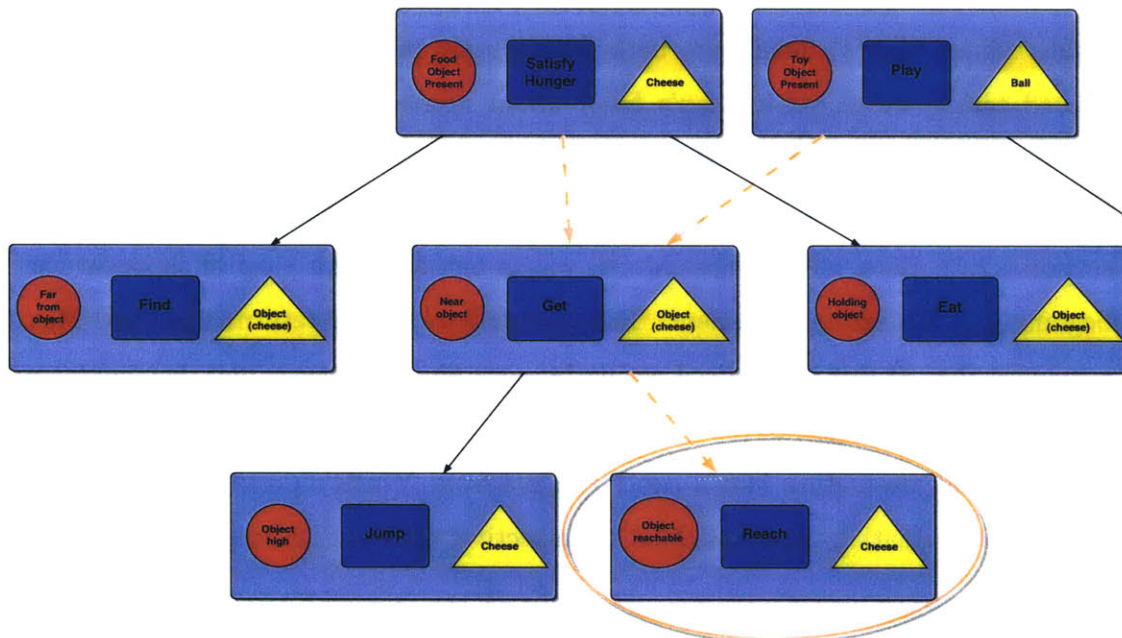 Food
Object
Present
Satisfy
Hunger
Cheese
Toy
Object
Present
Play
Ball
Far
from
object
Find
Object
(cheese)
Near
object
Get
Object
(cheese)
Holding
object
Eat
Object
(cheese)
Object
high
Jump
Cheese
Object
reachable
Reach
Cheese